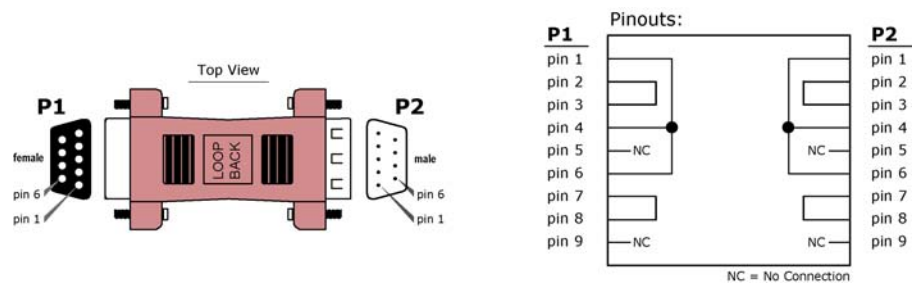 Top View
P1
P2
female
male
pin 6
pin 1
LOOP
BACK
pin 6
pin 1
Pinouts:
P1
P2
pin 1
pin 2
pin 3
pin 4
pin 5
pin 6
pin 7
pin 8
pin 9
NC
NC
NC
NC
pin 1
pin 2
pin 3
pin 4
pin 5
pin 6
pin 7
pin 8
pin 9
NC = No Connection